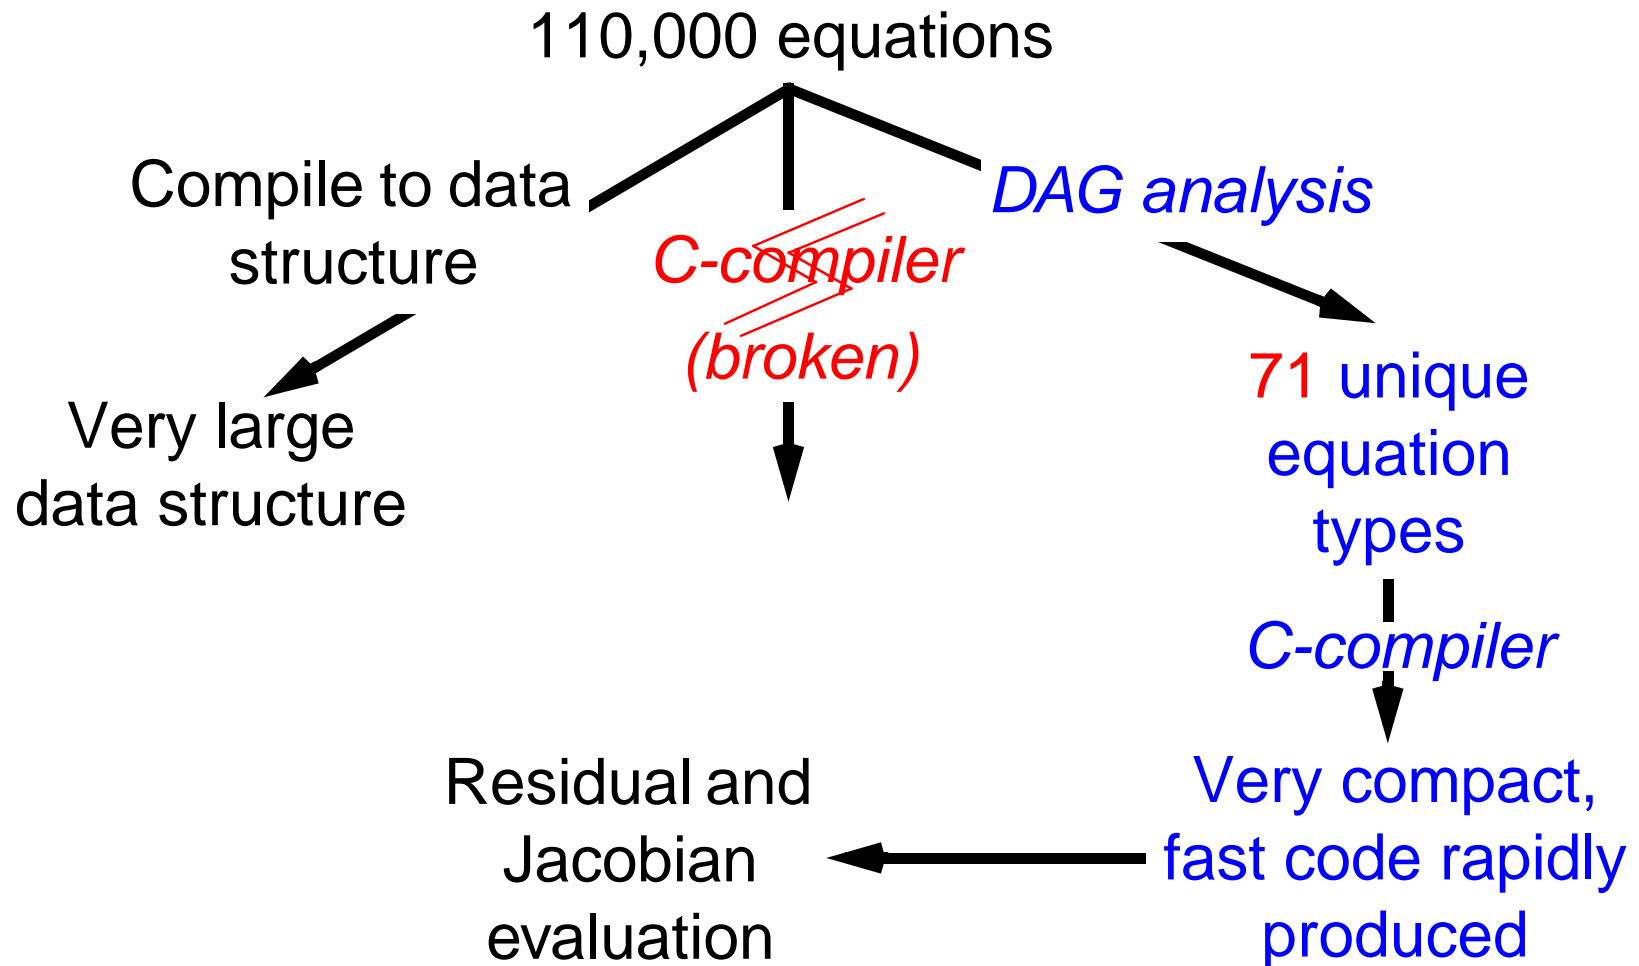 110,000 equations
Compile to data
structure
C-compiler
(broken)
DAG analysis
Very large
data structure
71 unique
equation
types
C-compiler
Very compact,
fast code rapidly
produced
Residual and
Jacobian
evaluation